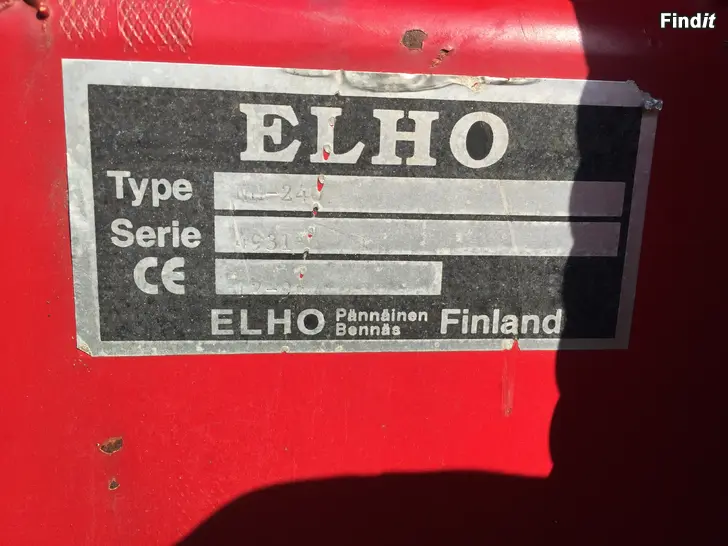 Findit
ELHO
Type
Serie
CE
ELHO Pännäinen Bennäs Finland